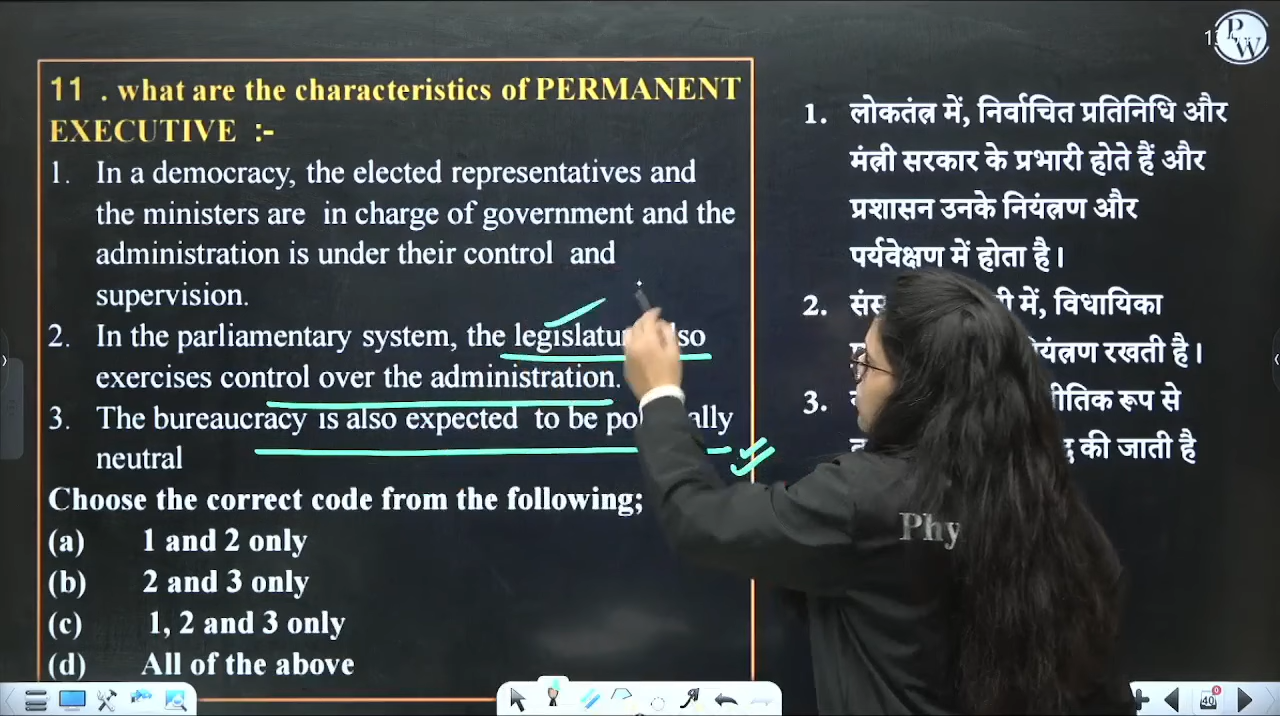 PW
11 . what are the characteristics of PERMANENT
EXECUTIVE :-
1. In a democracy, the elected representatives and
the ministers are in charge of government and the
administration is under their control and
supervision.
2. In the parliamentary system, the
exercises control over the administration.
3. The bureaucracy is also expected to be
neutral
Choose the correct code from the following;
(a) 1 and 2 only
(b) 2 and 3 only
(c) 1, 2 and 3 only
(d) All of the above
1. लोकतंत्र में, निर्वाचित प्रतिनिधि और
मंत्री सरकार के प्रभारी होते हैं और
प्रशासन उनके नियंत्रण और
पर्यवेक्षण में होता है।
2. में, विधायिका
रखती है।
3. रूप से
की जाती है
Phy
40